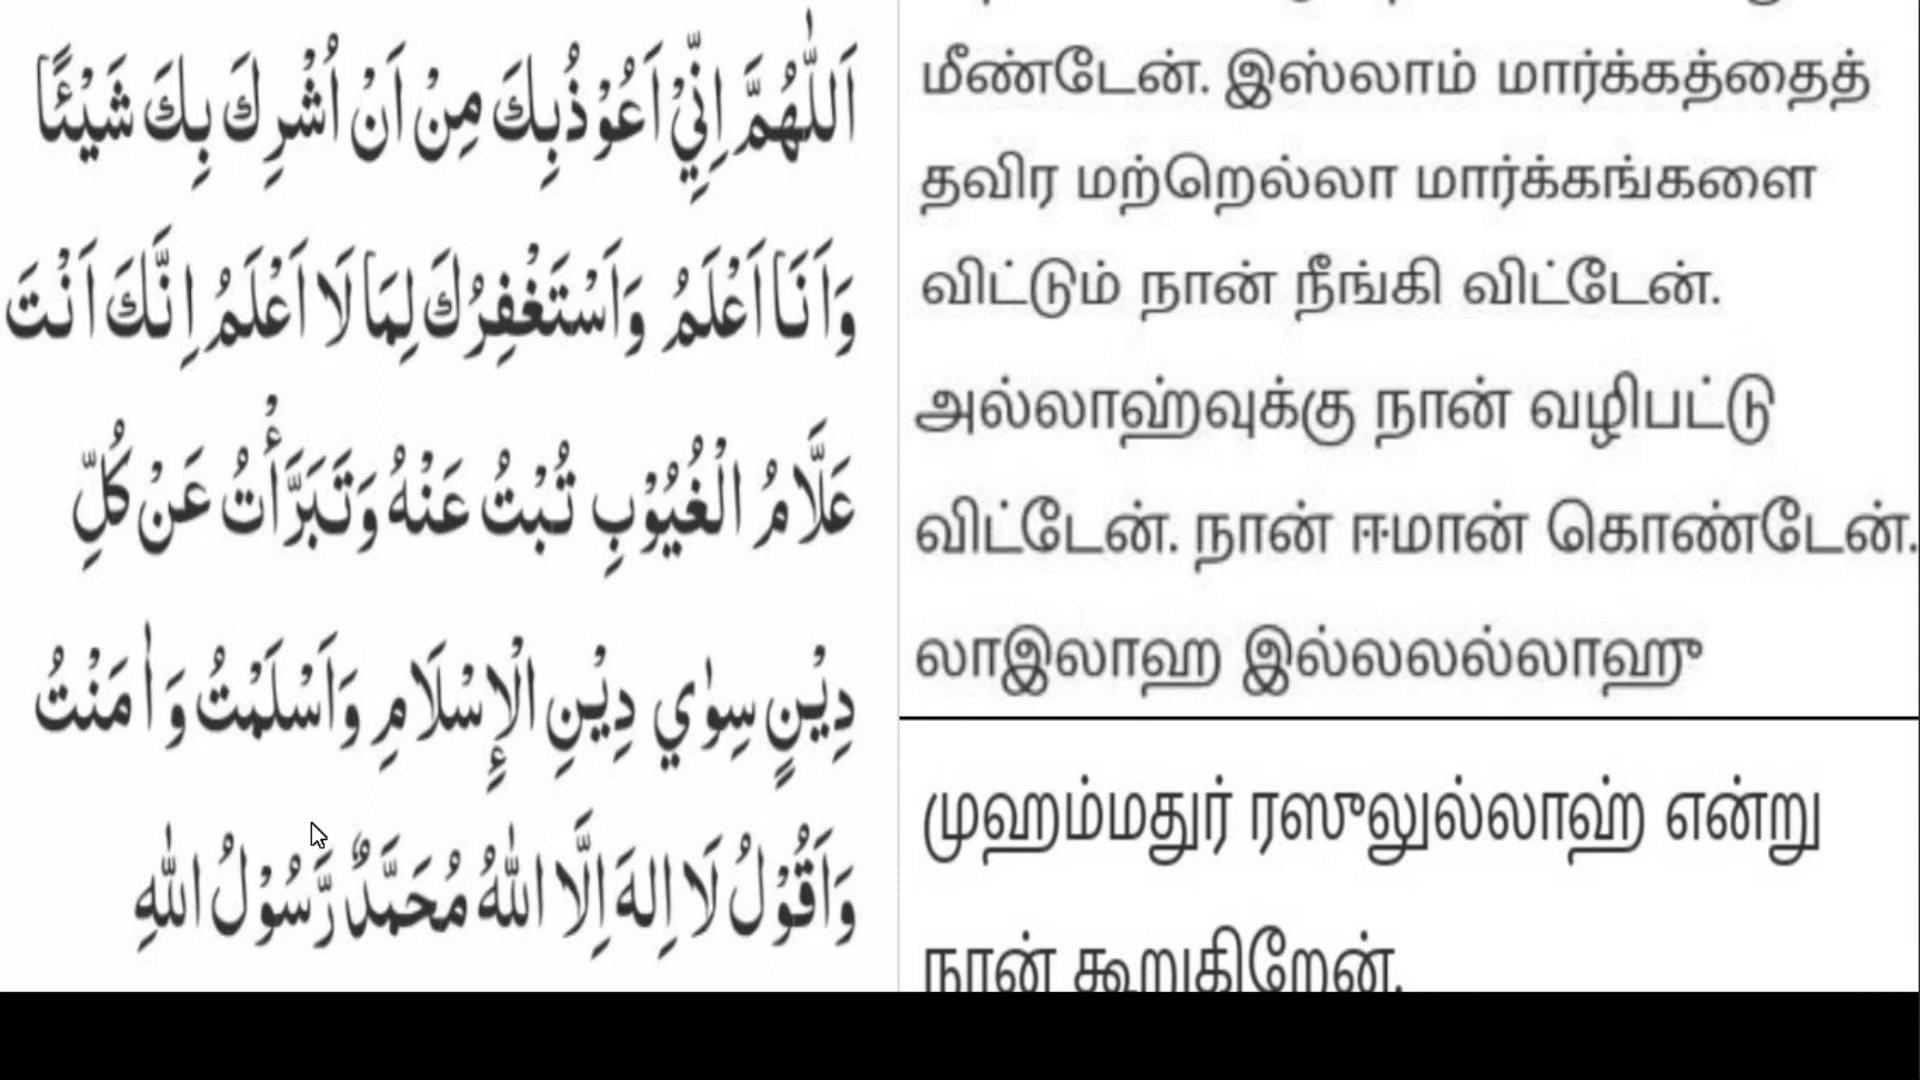 اَللّٰهُمَّ اِنِّيْ اَعُوْذُبِكَ مِنْ اَنْ اُشْرِكَ بِكَ شَيْئًا
وَاَنَا اَعْلَمُ وَاَسْتَغْفِرُكَ لِمَا لَا اَعْلَمُ اِنَّكَ اَنْتَ
عَلَّامُ الْغُيُوْبِ تُبْتُ عَنْهُ وَتَبَرَّأْتُ عَنْ كُلِّ
دِيْنٍ سِوٰي دِيْنِ الْإِسْلَامِ وَاَسْلَمْتُ وَاٰمَنْتُ
وَاَقُوْلُ لَا اِلهَ اِلَّا اللّٰهُ مُحَمَّدٌ رَّسُوْلُ اللّٰهِ
மீண்டேன். இஸ்லாம் மார்க்கத்தைத்
தவிர மற்றெல்லா மார்க்கங்களை
விட்டும் நான் நீங்கி விட்டேன்.
அல்லாஹ்வுக்கு நான் வழிபட்டு
விட்டேன். நான் ஈமான் கொண்டேன்.
லாஇலாஹ இல்லலல்லாஹு
முஹம்மதுர் ரஸுலுல்லாஹ் என்று
நான் கூறுகிறேன்.